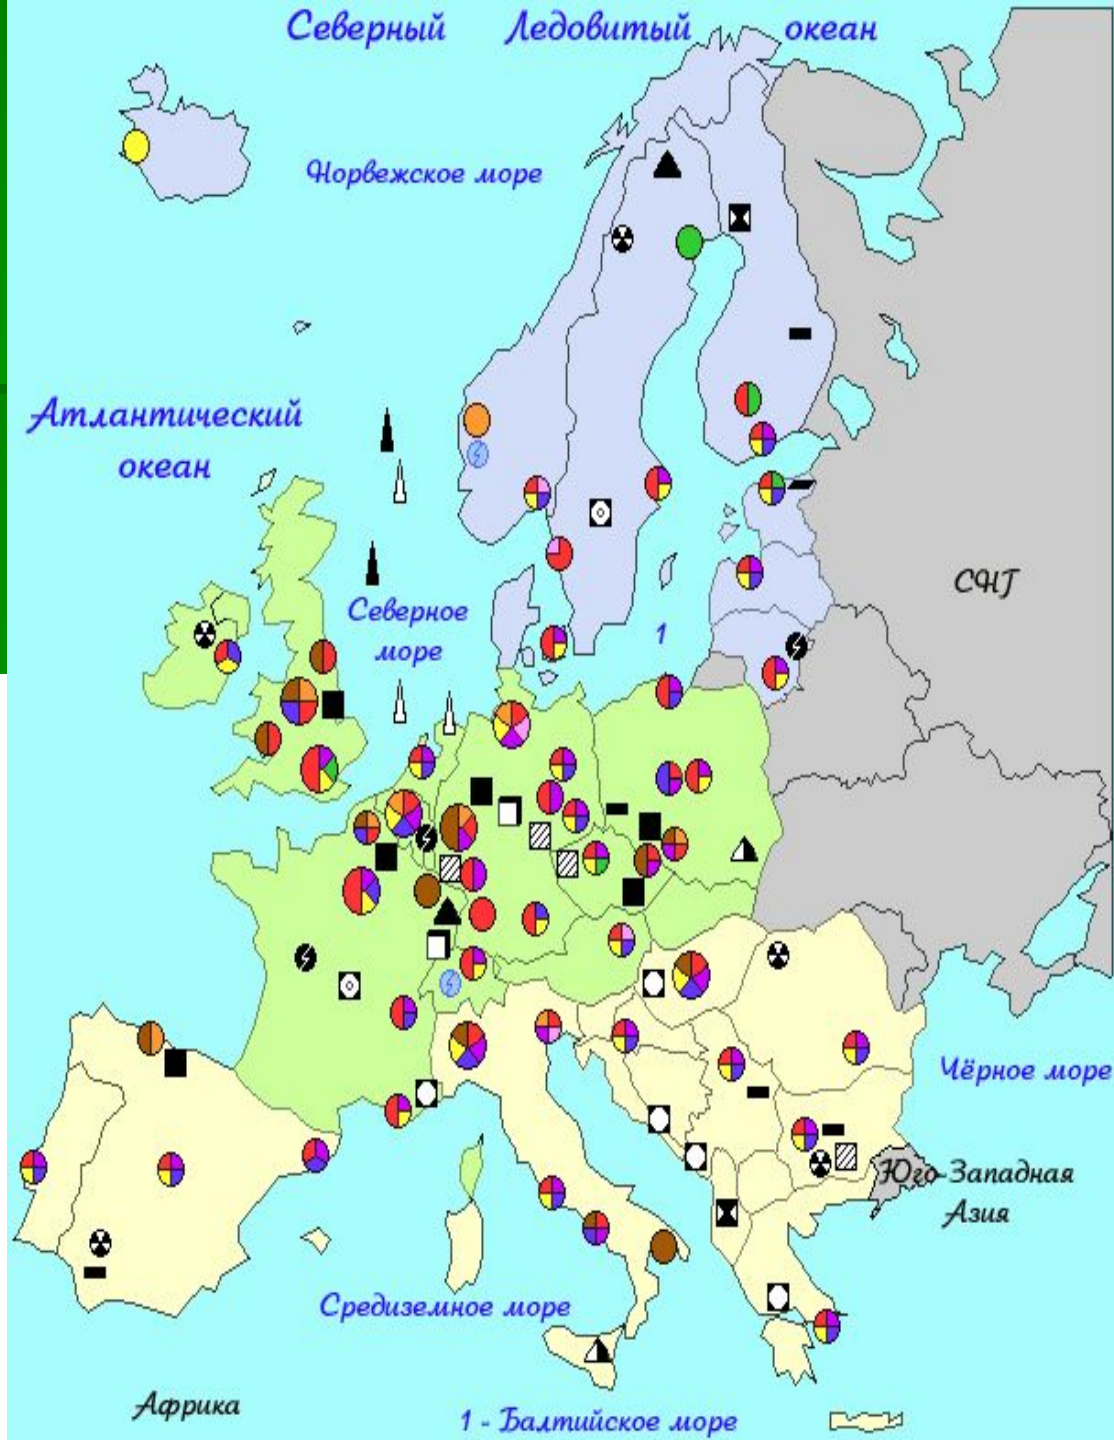 Северный Ледовитый океан
Норвежское море
Атлантический
океан
СНГ
Северное
море
1
Чёрное море
Юго-Западная
Азия
Средиземное море
Африка
1 - Балтийское море